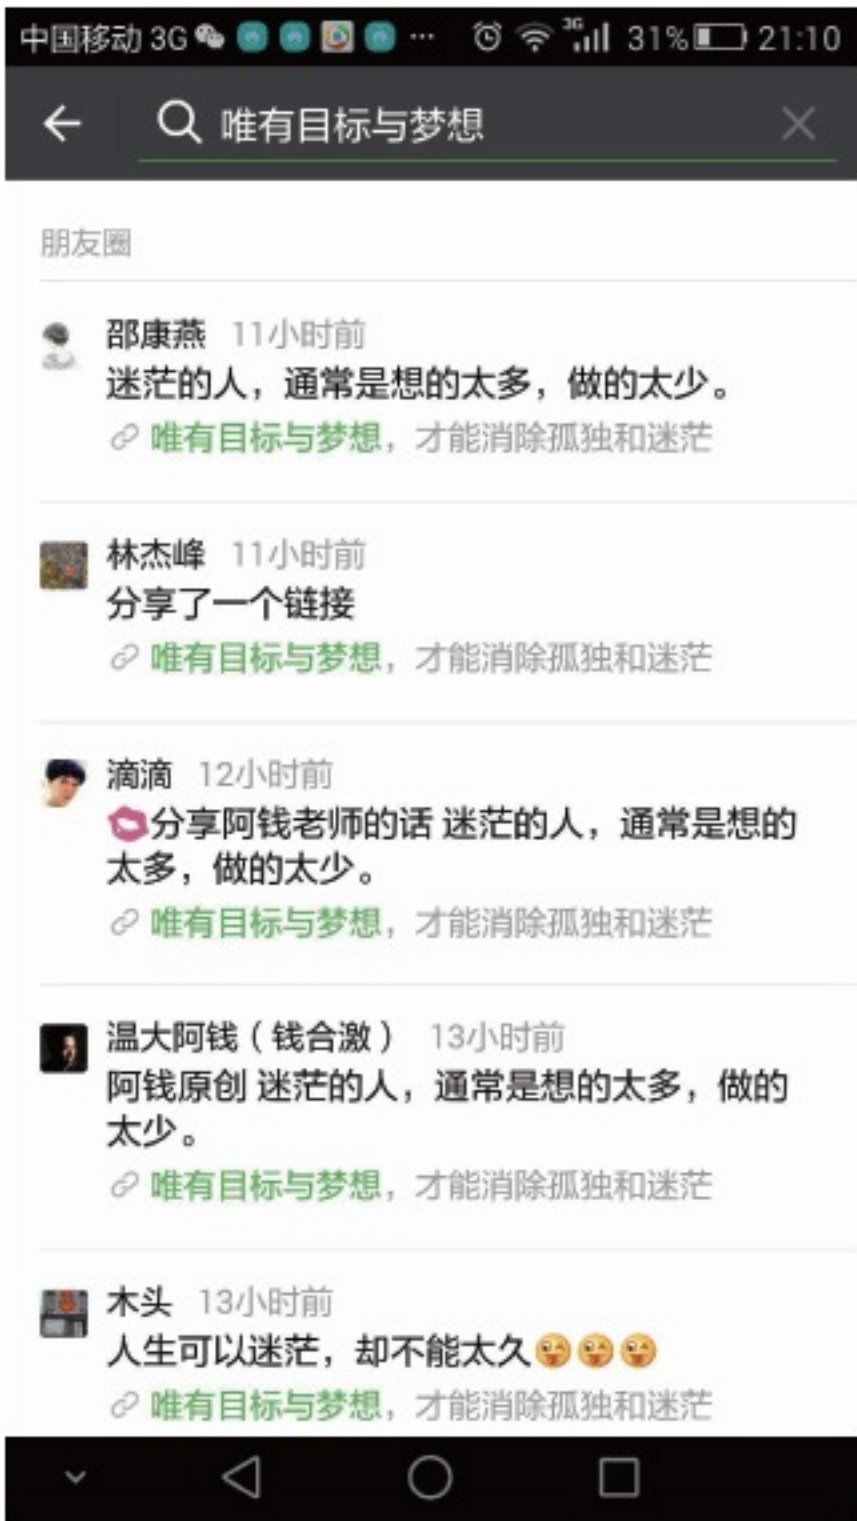 中国移动 3G ... 3G 31% 21:10
唯有目标与梦想
朋友圈
邵康燕 11小时前
迷茫的人，通常是想的太多，做的太少。
唯有目标与梦想，才能消除孤独和迷茫
林杰峰 11小时前
分享了一个链接
唯有目标与梦想，才能消除孤独和迷茫
滴滴 12小时前
分享阿钱老师的话 迷茫的人，通常是想的
太多，做的太少。
唯有目标与梦想，才能消除孤独和迷茫
温大阿钱（钱合激） 13小时前
阿钱原创 迷茫的人，通常是想的太多，做的
太少。
唯有目标与梦想，才能消除孤独和迷茫
木头 13小时前
人生可以迷茫，却不能太久😜😜😜
唯有目标与梦想，才能消除孤独和迷茫